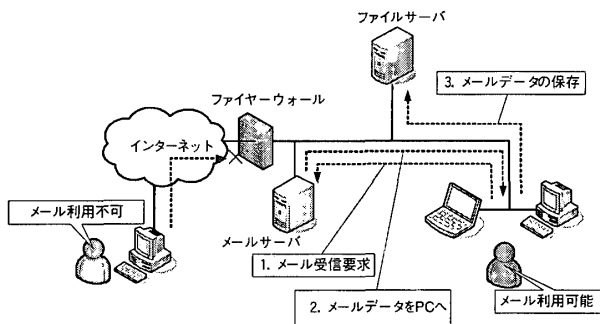 ファイルサーバ
3. メールデータの保存
ファイヤーウォール
インターネット
メール利用不可
メールサーバ
1. メール受信要求
2. メールデータをPCへ
メール利用可能